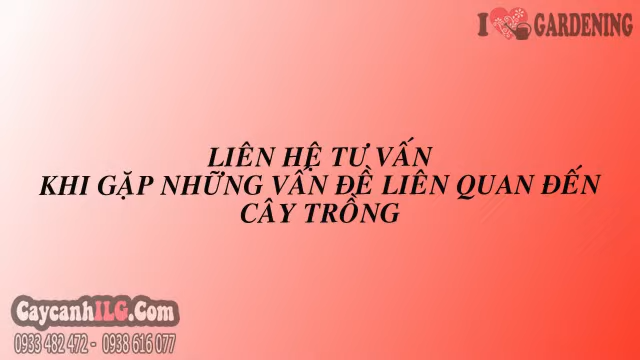 I GARDENING
LIÊN HỆ TƯ VẤN
KHI GẶP NHỮNG VẤN ĐỀ LIÊN QUAN ĐẾN
CÂY TRỒNG
CaycanhILG.Com
0933 482 472 - 0938 616 077